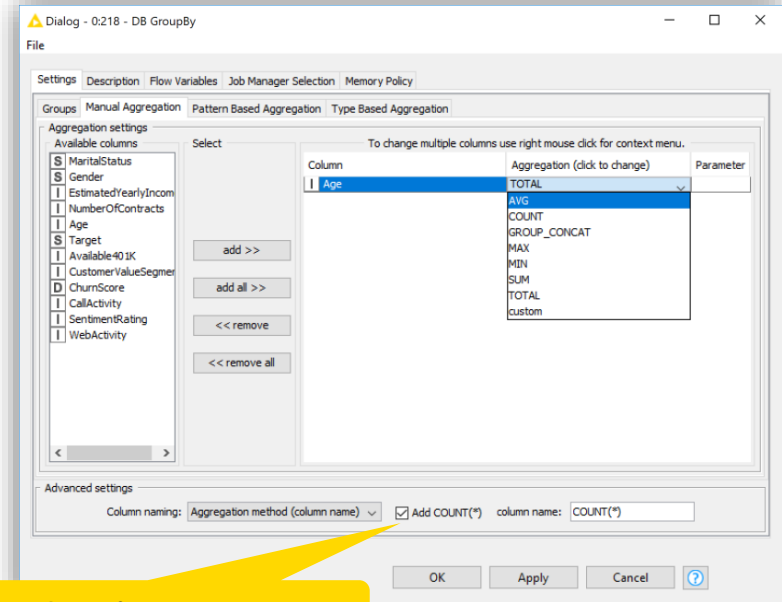 Dialog - 0:218 - DB GroupBy
File
Settings Description Flow Variables Job Manager Selection Memory Policy
Groups Manual Aggregation Pattern Based Aggregation Type Based Aggregation
Aggregation settings
Available columns
S MaritalStatus
S Gender
I EstimatedYearlyIncom
I NumberOfContracts
I Age
S Target
I Available401K
I CustomerValueSegmer
D ChurnScore
I CallActivity
I SentimentRating
I WebActivity
Select
add >>
add all >>
<< remove
<< remove all
To change multiple columns use right mouse click for context menu.
Column Aggregation (click to change) Parameter
I Age TOTAL
AVG
COUNT
GROUP_CONCAT
MAX
MIN
SUM
TOTAL
custom
Advanced settings
Column naming: Aggregation method (column name) Add COUNT(*) column name: COUNT(*)
OK Apply Cancel ?